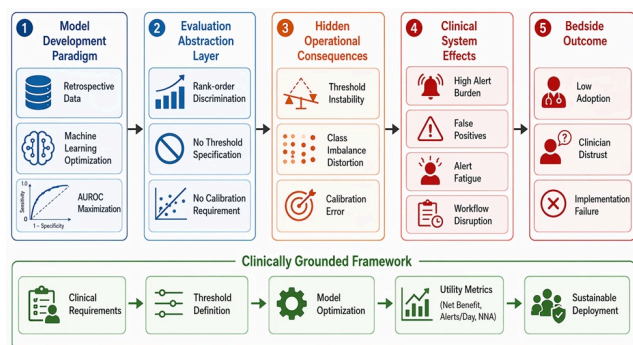 1 Model
Development
Paradigm
Retrospective
Data
Machine
Learning
Optimization
1.0
Sensitivity
0
1 – Specificity
AUROC
Maximization
2 Evaluation
Abstraction
Layer
Rank-order
Discrimination
No Threshold
Specification
No Calibration
Requirement
3 Hidden
Operational
Consequences
Threshold
Instability
Class
Imbalance
Distortion
Calibration
Error
4 Clinical
System
Effects
High Alert
Burden
False
Positives
Alert
Fatigue
Workflow
Disruption
5 Bedside
Outcome
Low
Adoption
?
Clinician
Distrust
Implementation
Failure
Clinically Grounded Framework
Clinical
Requirements
Threshold
Definition
Model
Optimization
Utility Metrics
(Net Benefit,
Alerts/Day, NNA)
Sustainable
Deployment